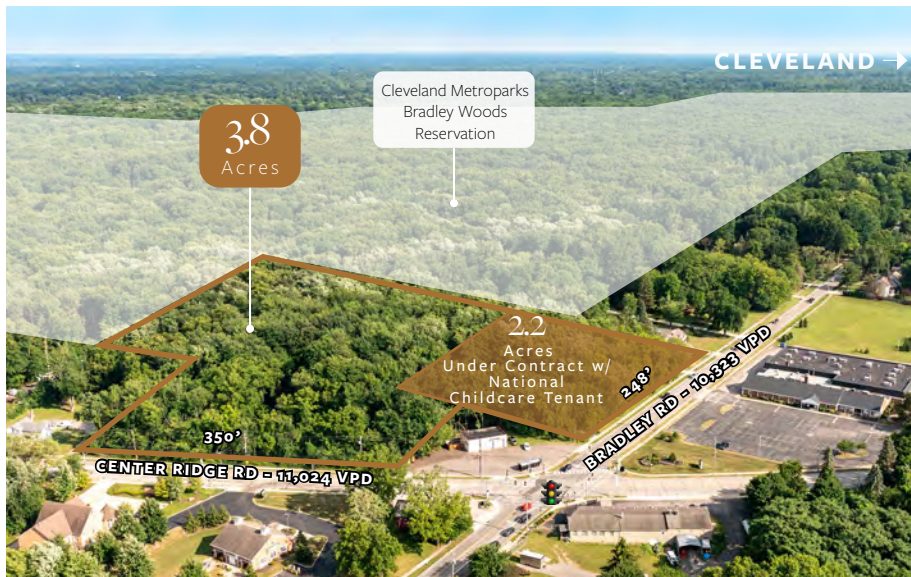 CLEVELAND →
Cleveland Metroparks
Bradley Woods
Reservation
3.8
Acres
2.2
Acres
Under Contract w/
National
Childcare Tenant
248'
BRADLEY RD - 10,323 VPD
350'
CENTER RIDGE RD - 11,024 VPD